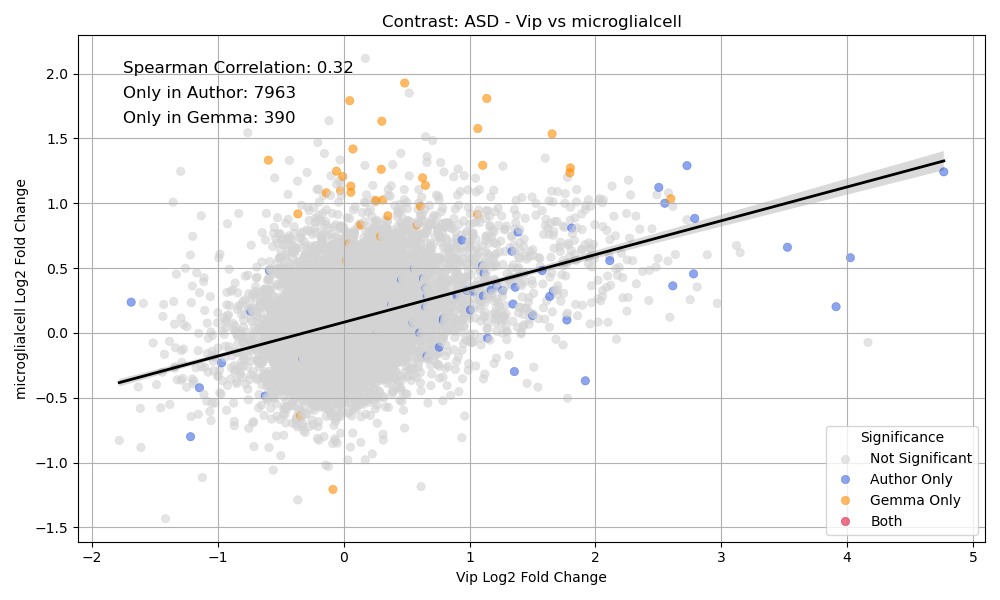 Contrast: ASD - Vip vs microglialcell
Spearman Correlation: 0.32
Only in Author: 7963
Only in Gemma: 390
microglialcell Log2 Fold Change
2.0
1.5
1.0
0.5
0.0
−0.5
−1.0
−1.5
Significance
Not Significant
Author Only
Gemma Only
Both
−2
−1
0
1
2
3
4
5
Vip Log2 Fold Change